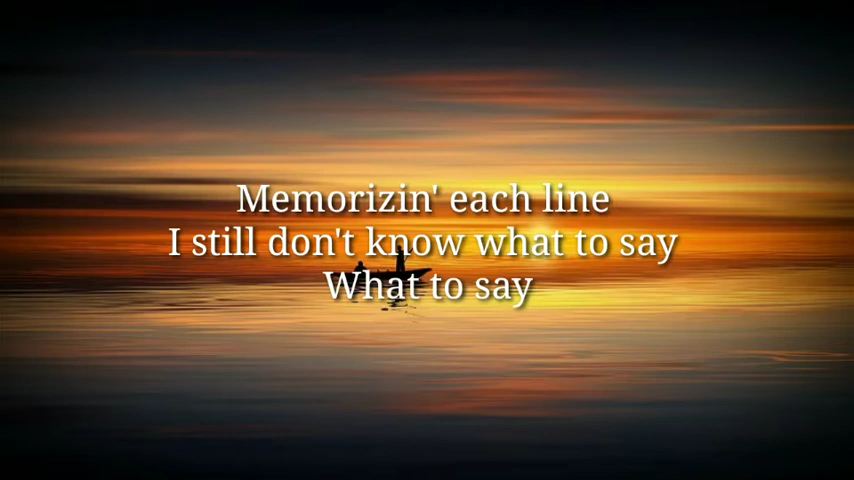 Memorizin' each line
I still don't know what to say
What to say